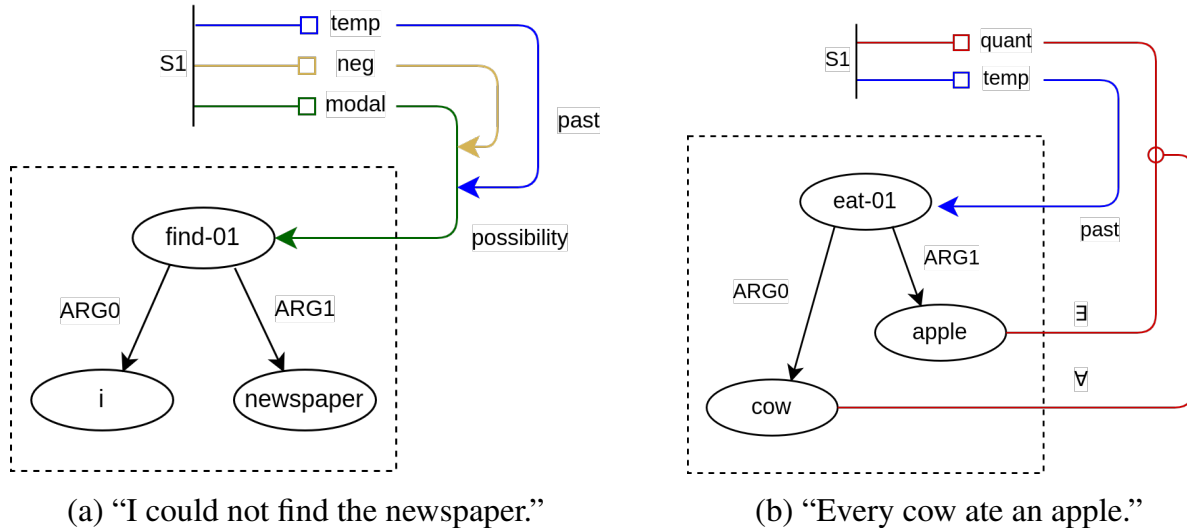 temp
S1
neg
modal
past
find-01
possibility
ARG0
ARG1
i
newspaper
(a) “I could not find the newspaper.”
quant
S1
temp
eat-01
past
ARG1
ARG0
∃
apple
∀
cow
(b) “Every cow ate an apple.”